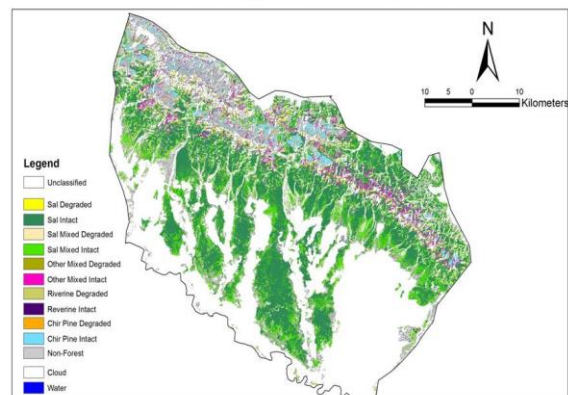 N
10 5 0 10
Kilometers
Legend
Unclassified
Sal Degraded
Sal Intact
Sal Mixed Degraded
Sal Mixed Intact
Other Mixed Degraded
Other Mixed Intact
Riverine Degraded
Reverine Intact
Chir Pine Degraded
Chir Pine Intact
Non-Forest
Cloud
Water